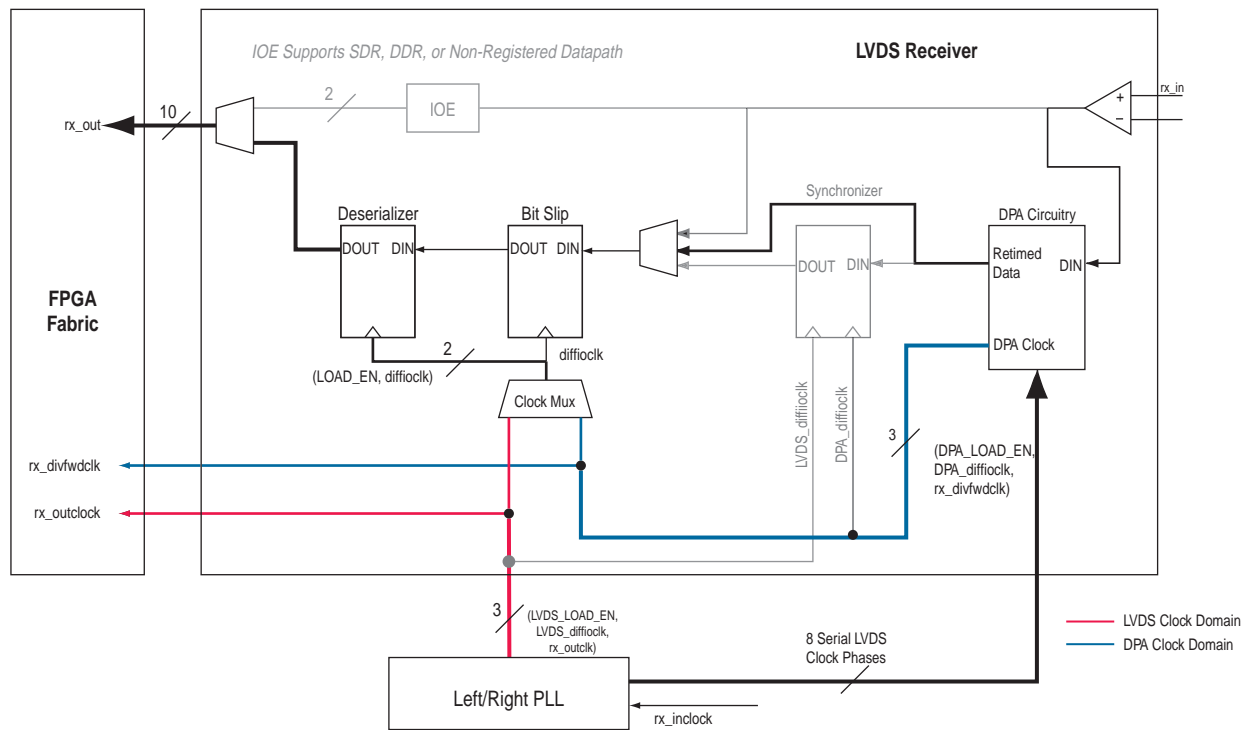 IOE Supports SDR, DDR, or Non-Registered Datapath
LVDS Receiver
2
IOE
+
–
rx_in
10
rx_out
Synchronizer
Deserializer
Bit Slip
DPA Circuitry
DOUT DIN
DOUT DIN
DOUT DIN
Retimed
Data
DIN
FPGA
Fabric
DPA Clock
2
(LOAD_EN, diffioclk)
diffioclk
Clock Mux
LVDS_diffiioclk
DPA_diffioclk
3
(DPA_LOAD_EN,
DPA_diffioclk,
rx_divfwdclk)
rx_divfwdclk
rx_outclock
3
(LVDS_LOAD_EN,
LVDS_diffioclk,
rx_outclk)
8 Serial LVDS
Clock Phases
LVDS Clock Domain
DPA Clock Domain
Left/Right PLL
rx_inclock